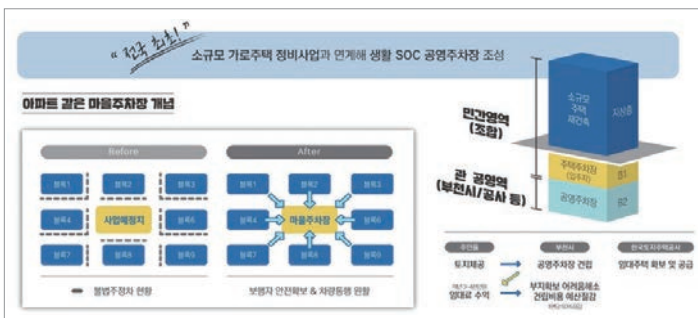 “ 전국 최초! ”
소규모 가로주택 정비사업과 연계해 생활 SOC 공영주차장 조성
아파트 같은 마을주차장 개념
Before
After
블록1
블록2
블록3
블록4
사업예정지
블록6
블록7
블록8
블록9
불법주정차 현황
블록1
블록2
블록3
블록4
마을주차장
블록6
블록7
블록8
블록9
보행자 안전확보 & 차량통행 원활
민간영역
(조합)
소규모
주택
재건축
지상층
관 공영역
(부천시/공사 등)
주택주차장
(입주자)
B1
공영주차장
B2
주민들
부천시
한국토지주택공사
토지제공
공영주차장 건립
임대주택 확보 및 공급
임대료 수익
부지확보 어려움해소
건립비용 예산절감